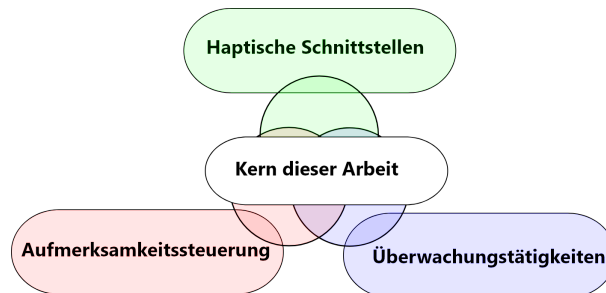 Haptische Schnittstellen
Kern dieser Arbeit
Aufmerksamkeitssteuerung
Überwachungstätigkeiten